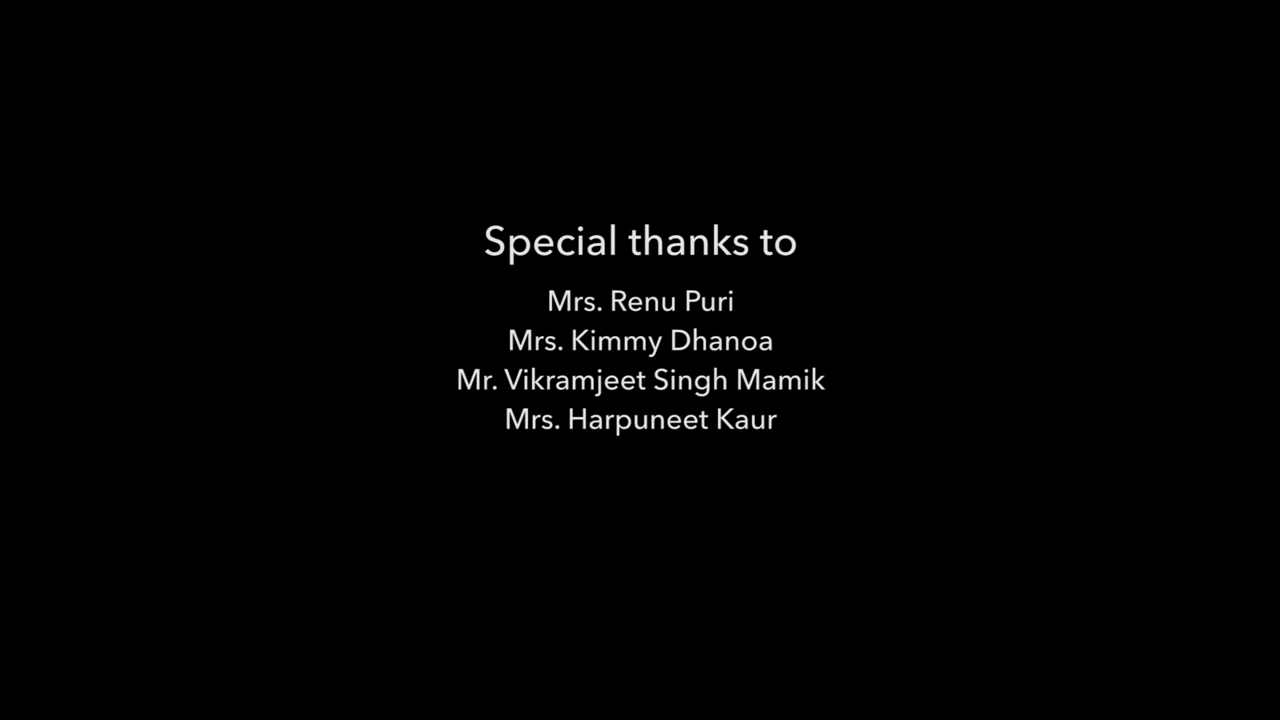 Special thanks to
Mrs. Renu Puri
Mrs. Kimmy Dhanoa
Mr. Vikramjeet Singh Mamik
Mrs. Harpuneet Kaur